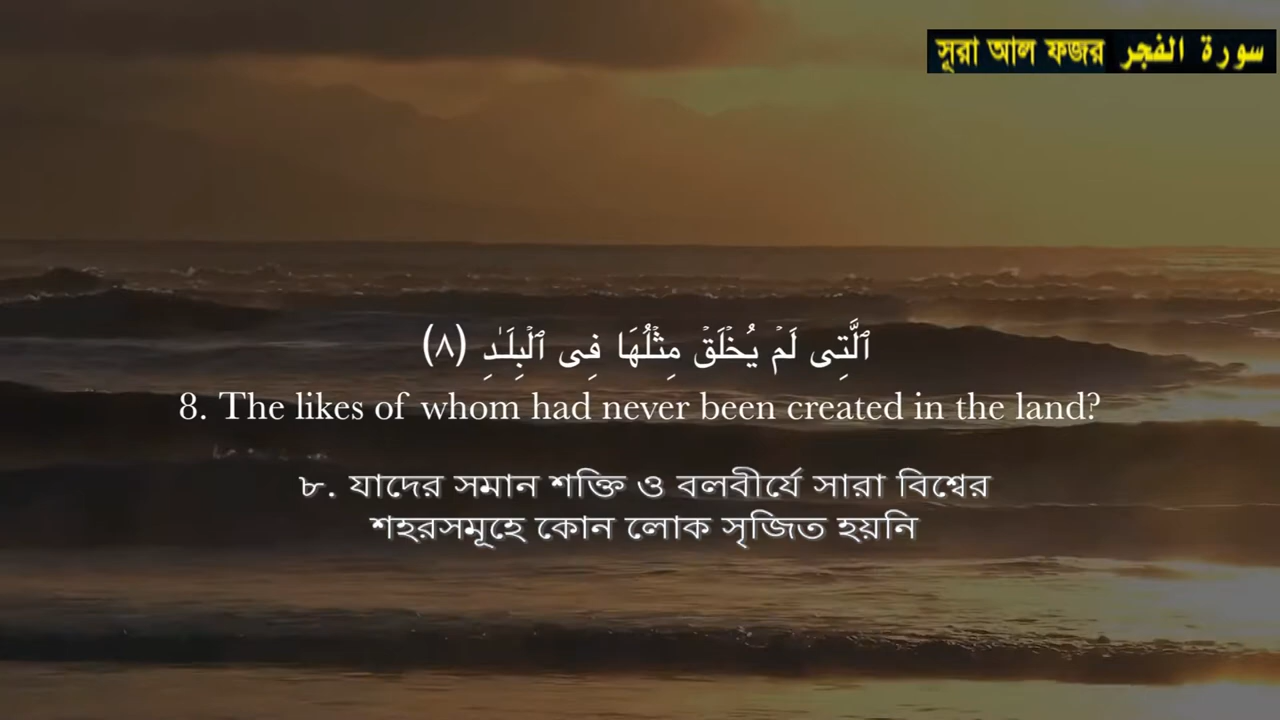 সূরা আল ফজর سورة الفجر
ٱلَّتِى لَمْ يُخْلَقْ مِثْلُهَا فِى ٱلْبِلَـٰدِ (٨)
8. The likes of whom had never been created in the land?
৮. যাদের সমান শক্তি ও বলবীর্যে সারা বিশ্বের
শহরসমূহে কোন লোক সৃজিত হয়নি